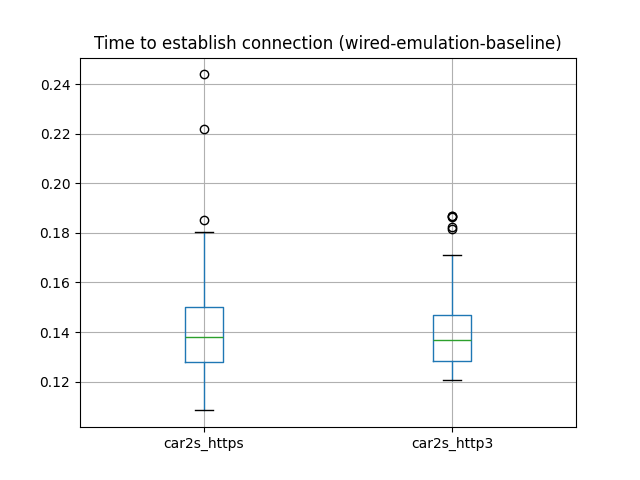 Time to establish connection (wired-emulation-baseline)
0.24
0.22
0.20
0.18
0.16
0.14
0.12
car2s_https
car2s_http3